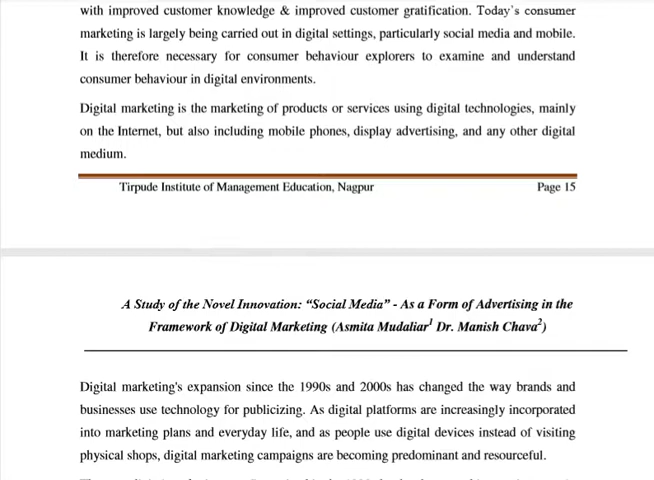 with improved customer knowledge & improved customer gratification. Today's consumer
marketing is largely being carried out in digital settings, particularly social media and mobile.
It is therefore necessary for consumer behaviour explorers to examine and understand
consumer behaviour in digital environments.
Digital marketing is the marketing of products or services using digital technologies, mainly
on the Internet, but also including mobile phones, display advertising, and any other digital
medium.
Tirpude Institute of Management Education, Nagpur Page 15
A Study of the Novel Innovation: “Social Media” - As a Form of Advertising in the
Framework of Digital Marketing (Asmita Mudaliar1 Dr. Manish Chava2)
Digital marketing's expansion since the 1990s and 2000s has changed the way brands and
businesses use technology for publicizing. As digital platforms are increasingly incorporated
into marketing plans and everyday life, and as people use digital devices instead of visiting
physical shops, digital marketing campaigns are becoming predominant and resourceful.